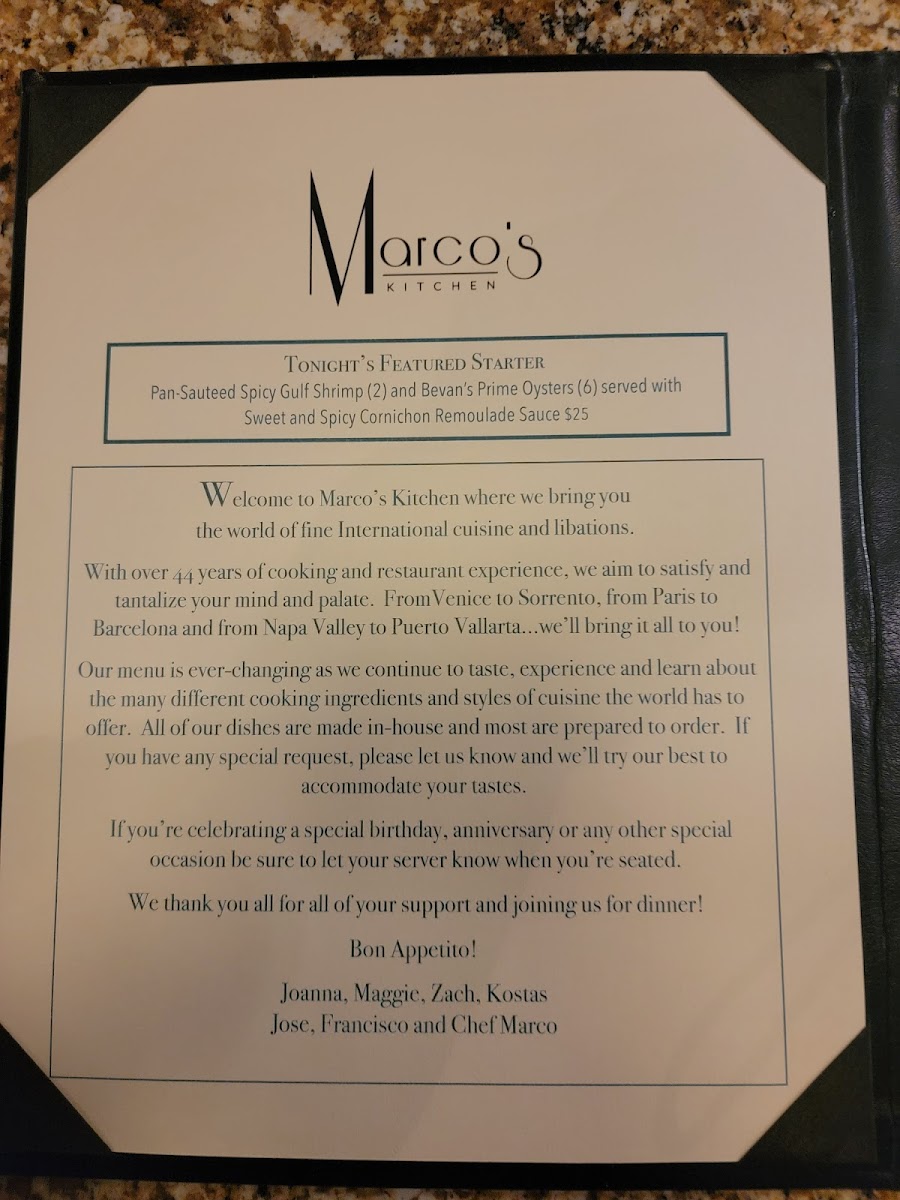 Marco's
KITCHEN
Tonight's Featured Starter
Pan-Sauteed Spicy Gulf Shrimp (2) and Bevan's Prime Oysters (6) served with
Sweet and Spicy Cornichon Remoulade Sauce $25
Welcome to Marco's Kitchen where we bring you
the world of fine International cuisine and libations.
With over 44 years of cooking and restaurant experience, we aim to satisfy and
tantalize your mind and palate. From Venice to Sorrento, from Paris to
Barcelona and from Napa Valley to Puerto Vallarta...we'll bring it all to you!
Our menu is ever-changing as we continue to taste, experience and learn about
the many different cooking ingredients and styles of cuisine the world has to
offer. All of our dishes are made in-house and most are prepared to order. If
you have any special request, please let us know and we'll try our best to
accommodate your tastes.
If you're celebrating a special birthday, anniversary or any other special
occasion be sure to let your server know when you're seated.
We thank you all for all of your support and joining us for dinner!
Bon Appetito!
Joanna, Maggie, Zach, Kostas
Jose, Francisco and Chef Marco